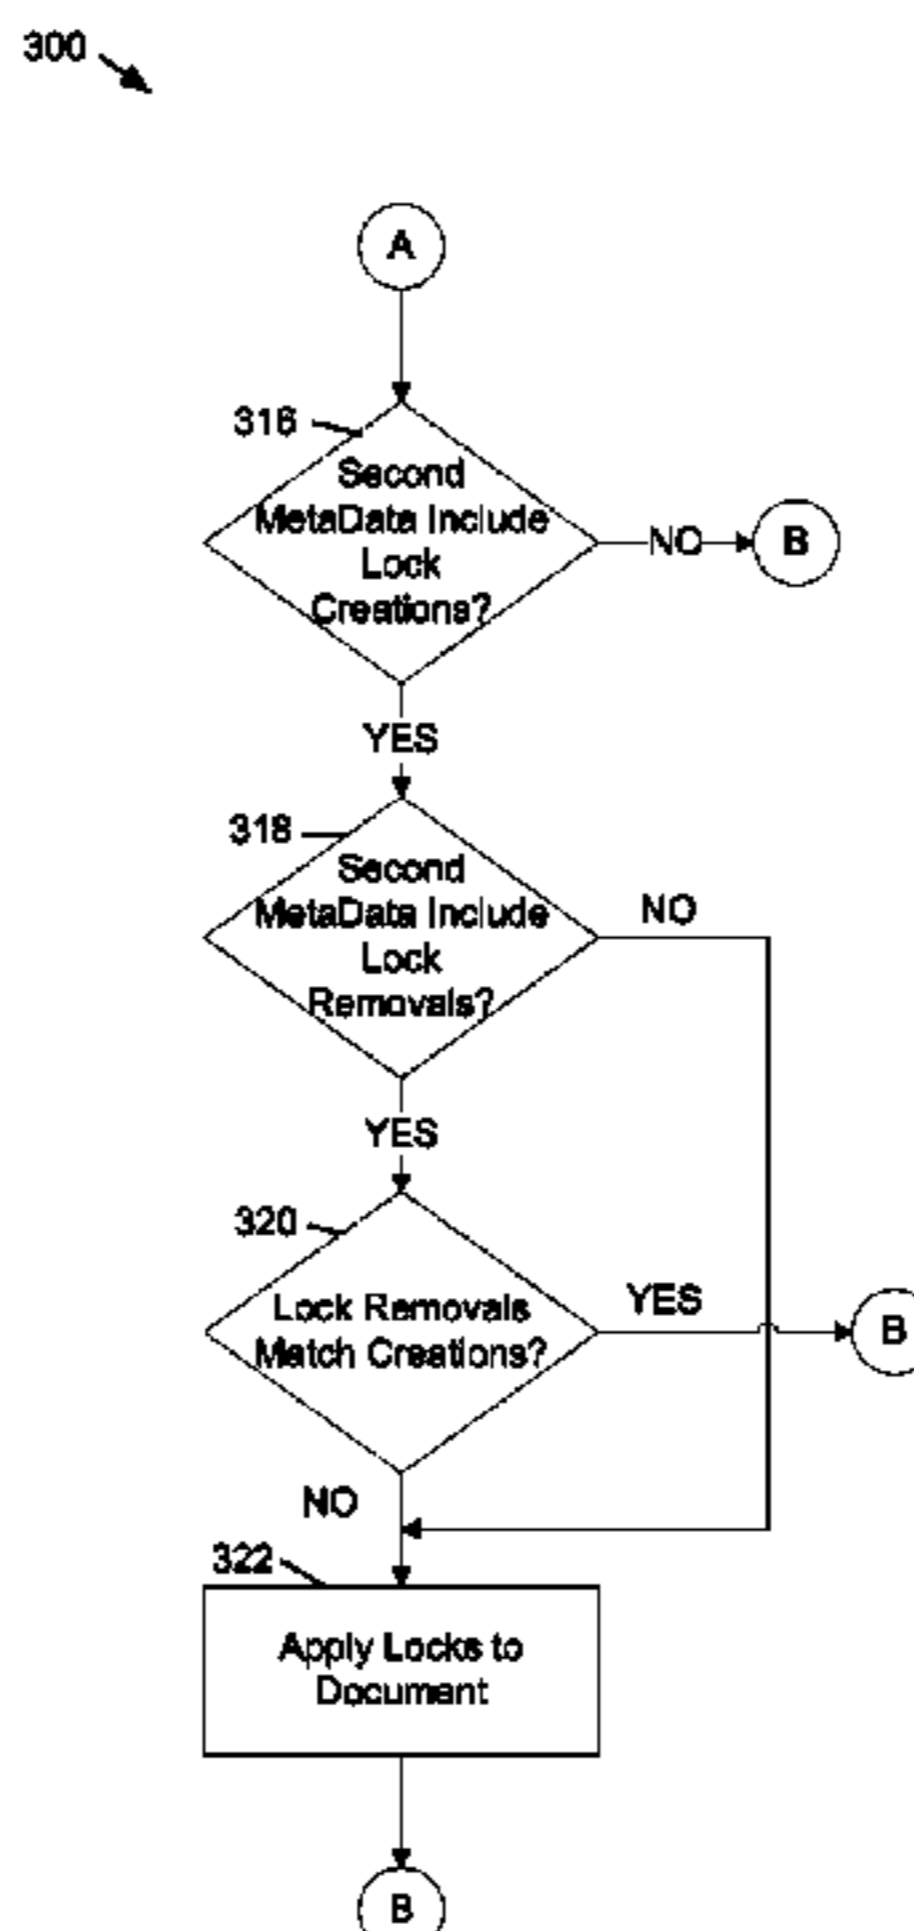 300
A
316
Second
MetaData Include
Lock
Creations?
NO
B
YES
318
Second
MetaData Include
Lock
Removals?
NO
YES
320
Lock Removals
Match Creations?
YES
B
NO
322
Apply Locks to
Document
B